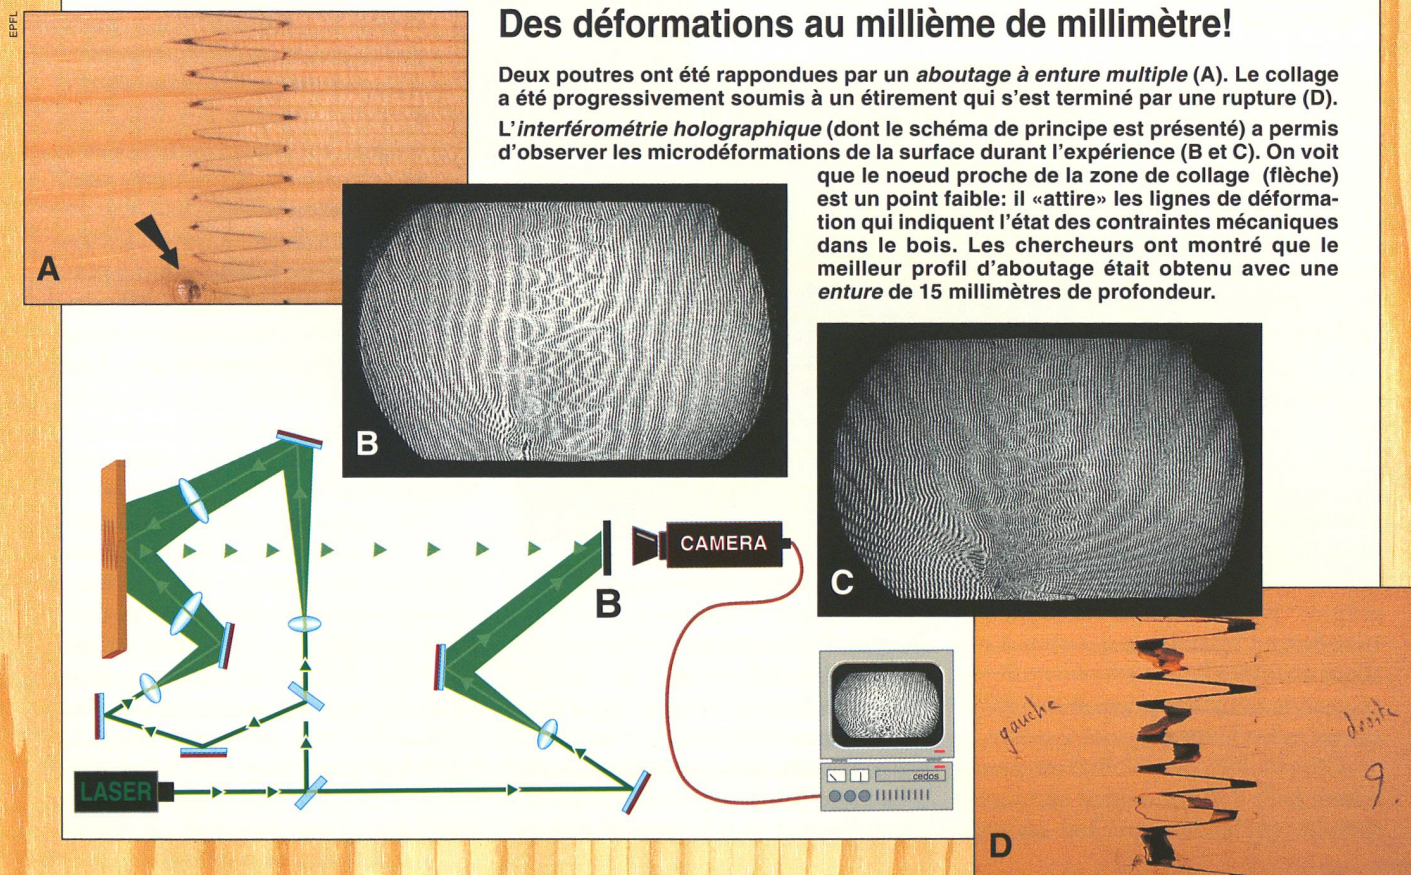 EPFL
Des déformations au millième de millimètre!
Deux poutres ont été rappondues par un aboutage à enture multiple (A). Le collage
a été progressivement soumis à un étirement qui s'est terminé par une rupture (D).
L'interférométrie holographique (dont le schéma de principe est présenté) a permis
d'observer les microdéformations de la surface durant l'expérience (B et C). On voit
que le noeud proche de la zone de collage (flèche)
est un point faible: il «attire» les lignes de déforma-
tion qui indiquent l'état des contraintes mécaniques
dans le bois. Les chercheurs ont montré que le
meilleur profil d'aboutage était obtenu avec une
enture de 15 millimètres de profondeur.
A
B
C
CAMERA
B
LASER
cedos
gauche
droite
9.
D